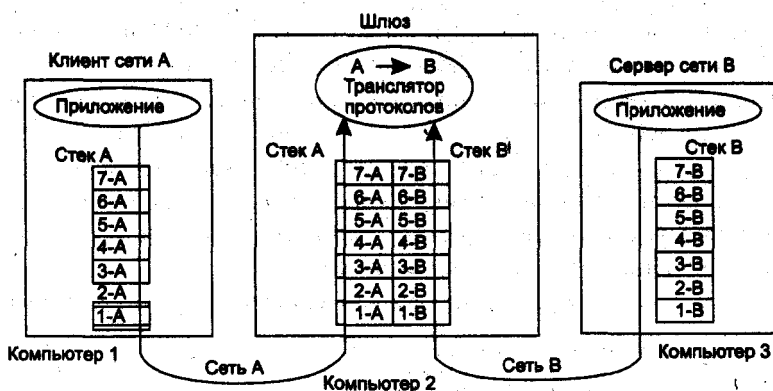 Шлюз
Клиент сети А
Сервер сети В
А → В
Транслятор
протоколов
Приложение
Приложение
Стек А
Стек А
Стек В
Стек В
7-А
6-А
5-А
4-А
3-А
2-А
1-А
7-А 7-В
6-А 6-В
5-А 5-В
4-А 4-В
3-А 3-В
2-А 2-В
1-А 1-В
7-В
6-В
5-В
4-В
3-В
2-В
1-В
Компьютер 1
Сеть А
Компьютер 2
Сеть В
Компьютер 3